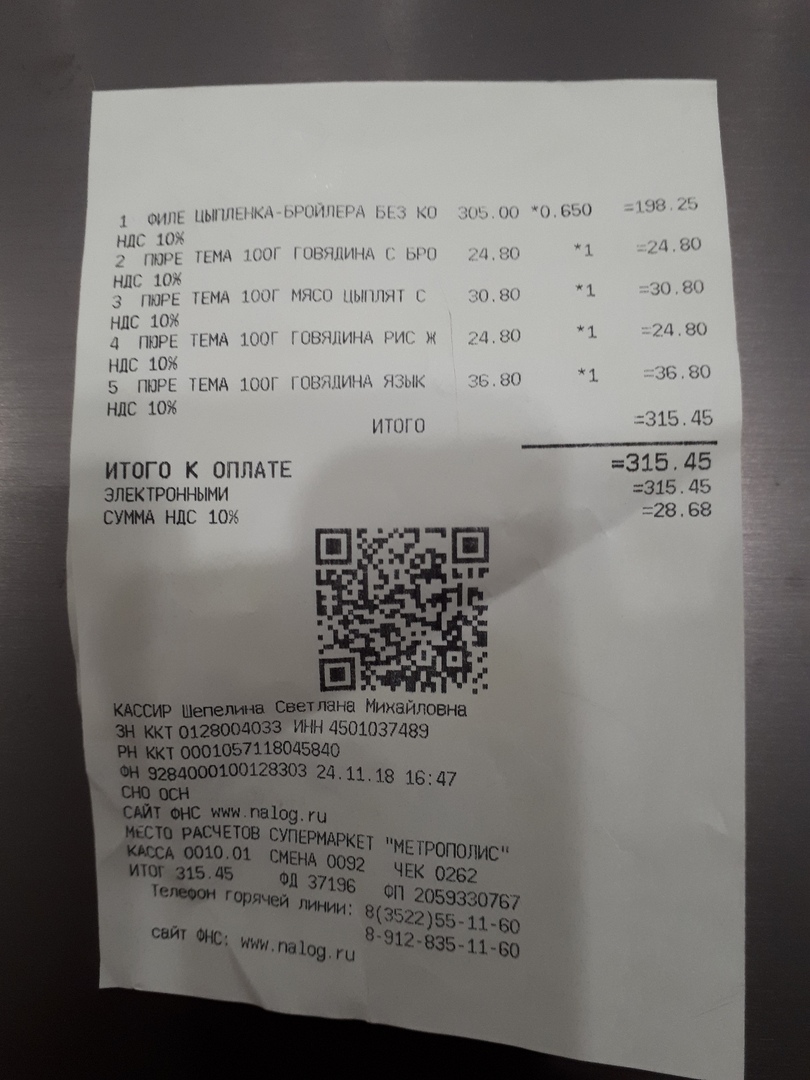 1 ФИЛЕ ЦЫПЛЕНКА-БРОЙЛЕРА БЕЗ КО 305.00 *0.650 =198.25
НДС 10%
2 ПЮРЕ ТЕМА 100Г ГОВЯДИНА С БРО 24.80 *1 =24.80
НДС 10%
3 ПЮРЕ ТЕМА 100Г МЯСО ЦЫПЛЯТ С 30.80 *1 =30.80
НДС 10%
4 ПЮРЕ ТЕМА 100Г ГОВЯДИНА РИС Ж 24.80 *1 =24.80
НДС 10%
5 ПЮРЕ ТЕМА 100Г ГОВЯДИНА ЯЗЫК 36.80 *1 =36.80
НДС 10%
ИТОГО =315.45
ИТОГО К ОПЛАТЕ =315.45
ЭЛЕКТРОННЫМИ =315.45
СУММА НДС 10% =28.68
КАССИР Шепелина Светлана Михайловна
ЗН ККТ 0128004033 ИНН 4501037489
РН ККТ 0001057118045840
ФН 9284000100128303 24.11.18 16:47
СНО ОСН
САЙТ ФНС www.nalog.ru
МЕСТО РАСЧЕТОВ СУПЕРМАРКЕТ "МЕТРОПОЛИС"
КАССА 0010.01 СМЕНА 0092 ЧЕК 0262
ИТОГ 315.45 ФД 37196 ФП 2059330767
Телефон горячей линии: 8(3522)55-11-60
8-912-835-11-60
сайт ФНС: www.nalog.ru